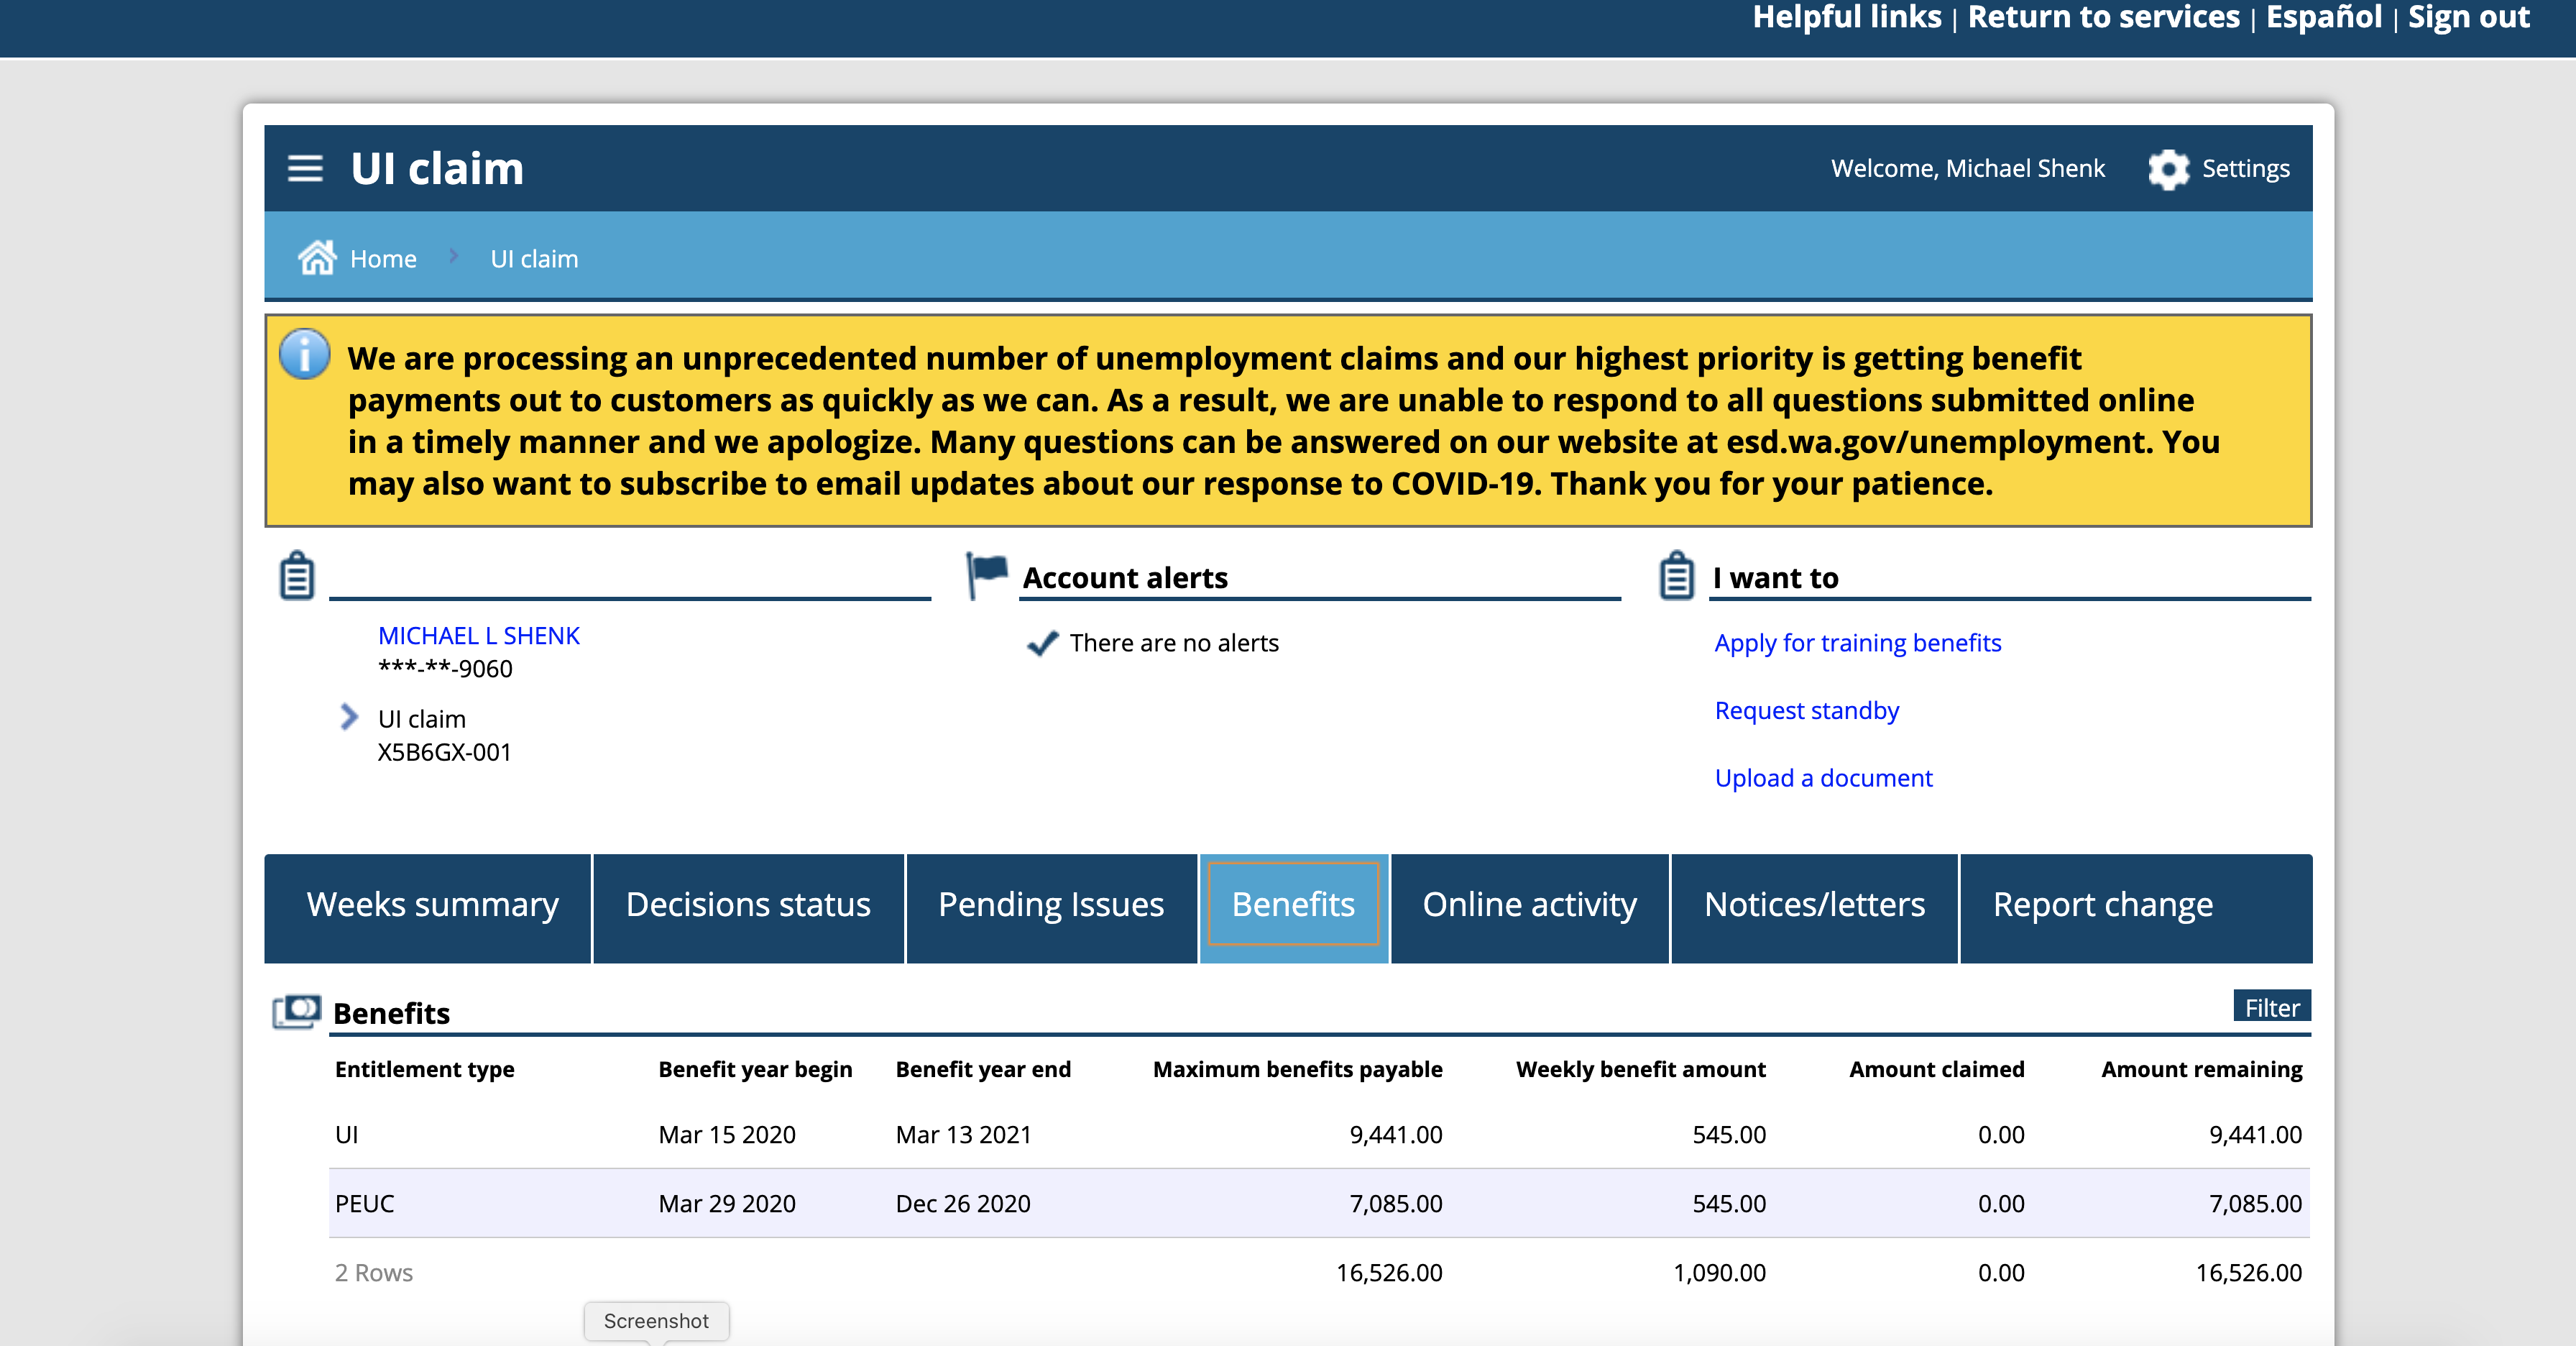 Helpful links | Return to services | Español | Sign out
UI claim
Welcome, Michael Shenk
Settings
Home
UI claim
We are processing an unprecedented number of unemployment claims and our highest priority is getting benefit
payments out to customers as quickly as we can. As a result, we are unable to respond to all questions submitted online
in a timely manner and we apologize. Many questions can be answered on our website at esd.wa.gov/unemployment. You
may also want to subscribe to email updates about our response to COVID-19. Thank you for your patience.
MICHAEL L SHENK
***-**-9060
UI claim
X5B6GX-001
Account alerts
There are no alerts
I want to
Apply for training benefits
Request standby
Upload a document
Weeks summary Decisions status Pending Issues Benefits Online activity Notices/letters Report change
Benefits
Filter
Entitlement type Benefit year begin Benefit year end Maximum benefits payable Weekly benefit amount Amount claimed Amount remaining
UI Mar 15 2020 Mar 13 2021 9,441.00 545.00 0.00 9,441.00
PEUC Mar 29 2020 Dec 26 2020 7,085.00 545.00 0.00 7,085.00
2 Rows 16,526.00 1,090.00 0.00 16,526.00
Screenshot